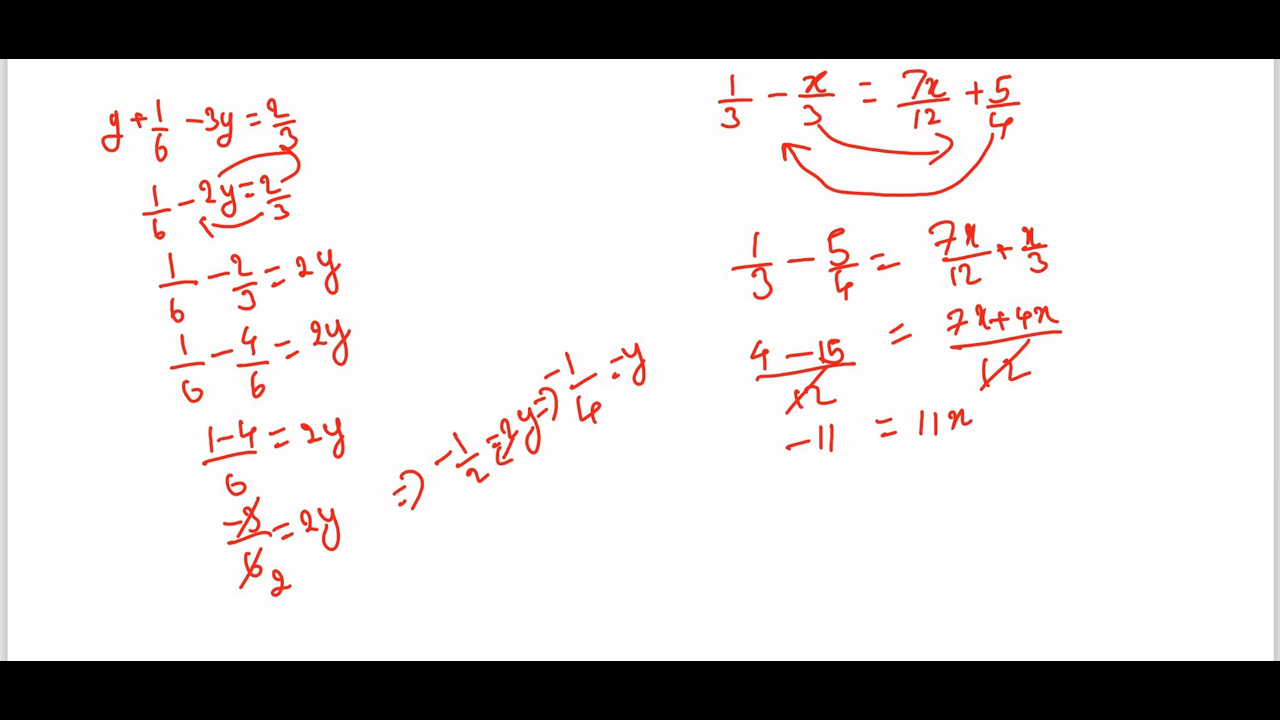 y + 1/6 - 3y = 2/3
1/6 - 2y = 2/3
1/6 - 2/3 = 2y
1/6 - 4/6 = 2y
(1-4)/6 = 2y
-3/6 2 = 2y
=> -1/2 = 2y => -1/4 = y
1/3 - x/3 = 7x/12 + 5/4
1/3 - 5/4 = 7x/12 + x/3
(4 - 15)/12 = (7x + 4x)/12
-11 = 11x